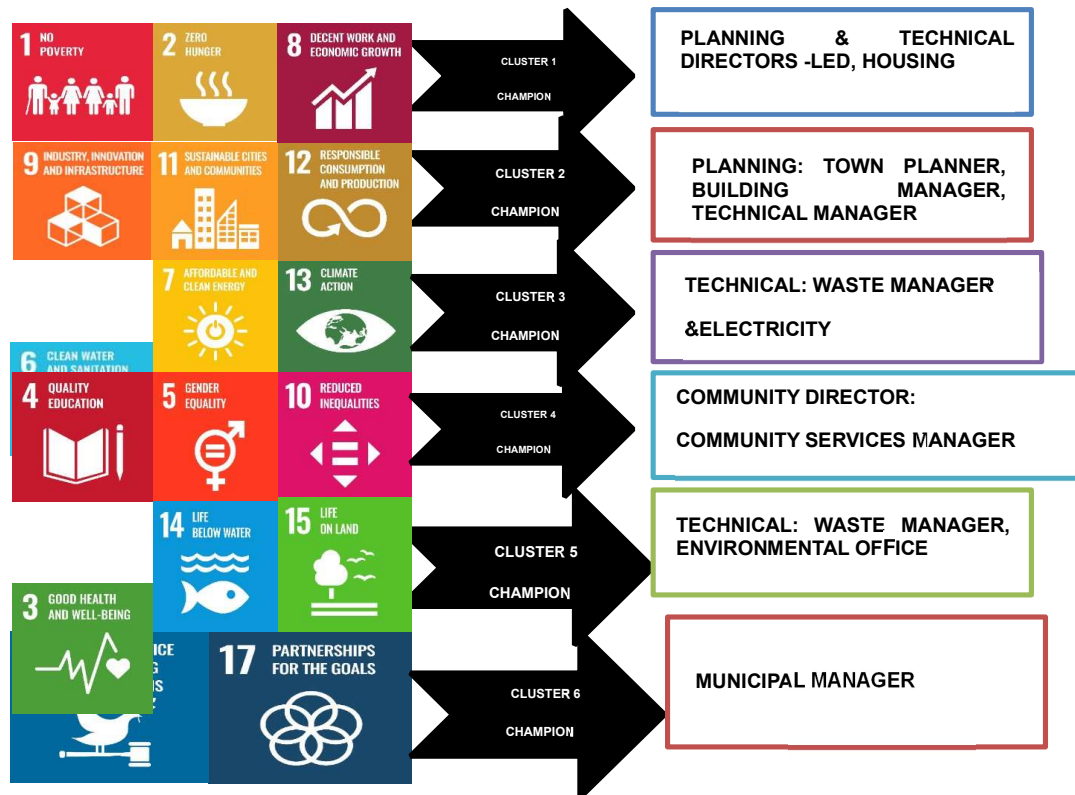 1 NO
POVERTY
2 ZERO
HUNGER
8 DECENT WORK AND
ECONOMIC GROWTH
CLUSTER 1
CHAMPION
PLANNING & TECHNICAL
DIRECTORS -LED, HOUSING
9 INDUSTRY, INNOVATION
AND INFRASTRUCTURE
11 SUSTAINABLE CITIES
AND COMMUNITIES
12 RESPONSIBLE
CONSUMPTION
AND PRODUCTION
CLUSTER 2
CHAMPION
PLANNING: TOWN PLANNER,
BUILDING MANAGER,
TECHNICAL MANAGER
6 CLEAN WATER
AND SANITATION
7 AFFORDABLE AND
CLEAN ENERGY
13 CLIMATE
ACTION
CLUSTER 3
CHAMPION
TECHNICAL: WASTE MANAGER
&ELECTRICITY
4 QUALITY
EDUCATION
5 GENDER
EQUALITY
10 REDUCED
INEQUALITIES
CLUSTER 4
CHAMPION
COMMUNITY DIRECTOR:
COMMUNITY SERVICES MANAGER
3 GOOD HEALTH
AND WELL-BEING
14 LIFE
BELOW WATER
15 LIFE
ON LAND
CLUSTER 5
CHAMPION
TECHNICAL: WASTE MANAGER,
ENVIRONMENTAL OFFICE
17 PARTNERSHIPS
FOR THE GOALS
CLUSTER 6
CHAMPION
MUNICIPAL MANAGER